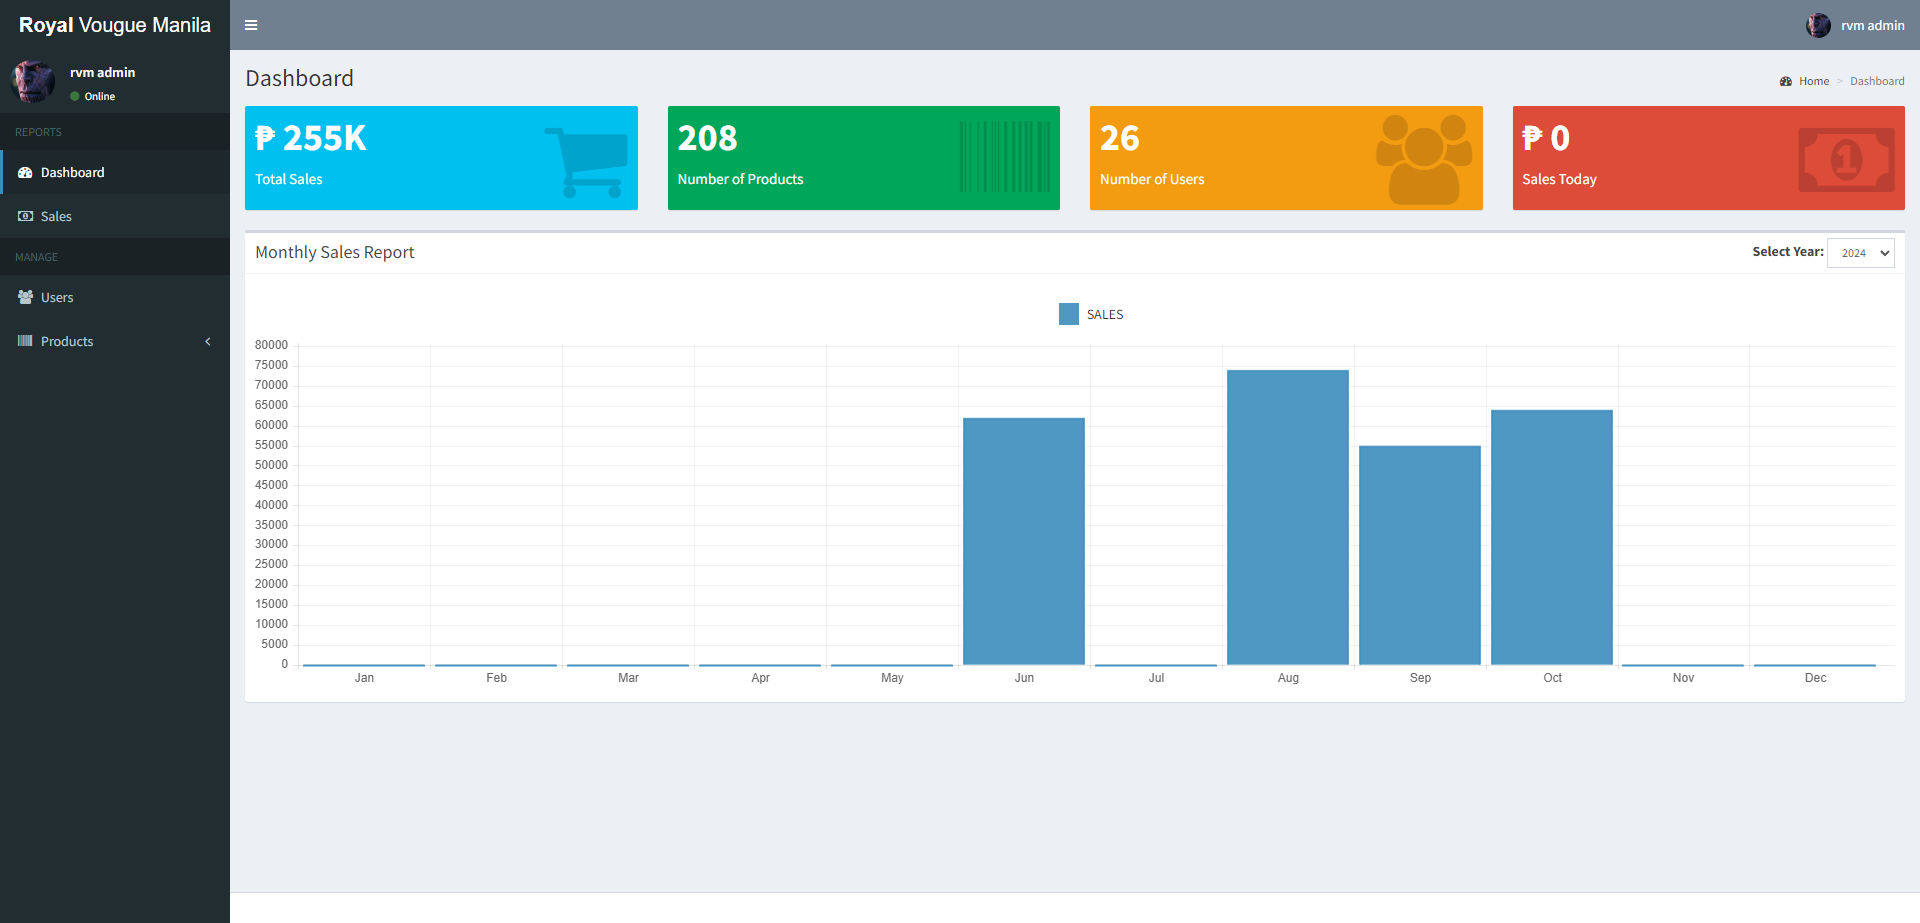 Royal Vougue Manila
rvm admin
rvm admin
Online
REPORTS
Dashboard
Sales
MANAGE
Users
Products
Dashboard
Home > Dashboard
₱ 255K
Total Sales
208
Number of Products
26
Number of Users
₱ 0
Sales Today
1
Monthly Sales Report
Select Year: 2024
SALES
80000
75000
70000
65000
60000
55000
50000
45000
40000
35000
30000
25000
20000
15000
10000
5000
0
Jan Feb Mar Apr May Jun Jul Aug Sep Oct Nov Dec